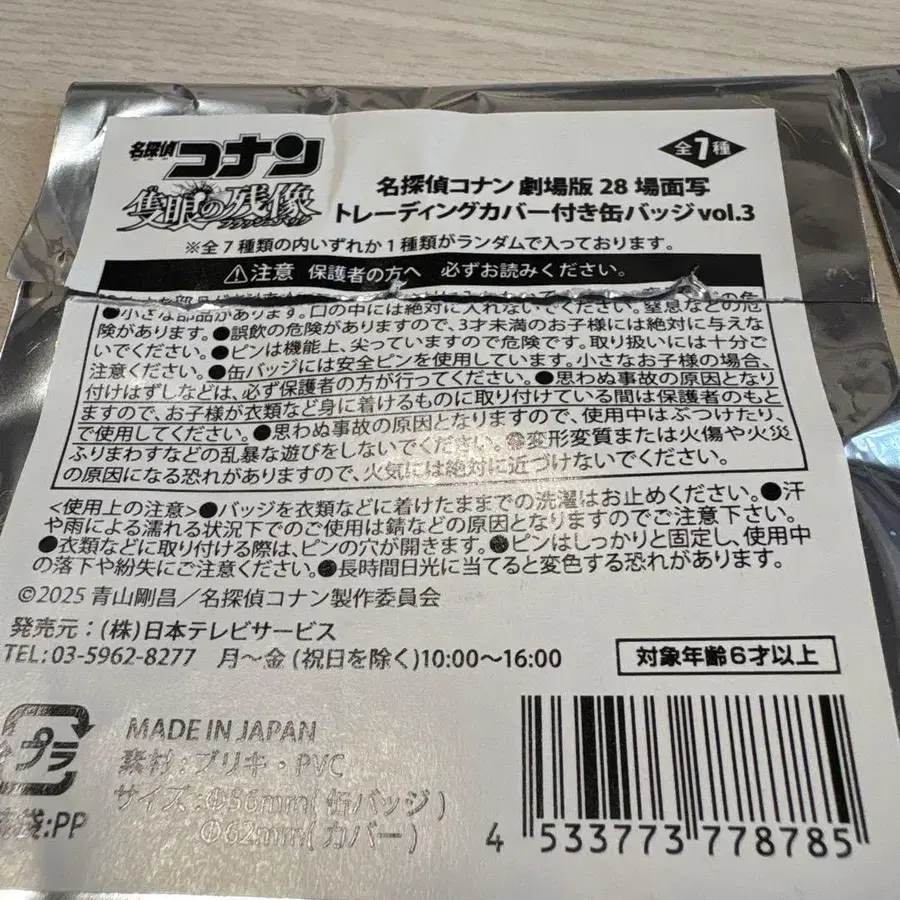 名探偵コナン
隻眼の残像
フラッシュバック
全7種
名探偵コナン 劇場版 28 場面写
トレーディングカバー付き缶バッジvol.3
※全7種類の内いずれか1種類がランダムで入っております。
⚠注意 保護者の方へ 必ずお読みください。
●小さな部品があります。口の中には絶対に入れないでください。窒息などの危
険があります。●誤飲の危険がありますので、3才未満のお子様には絶対に与えな
いでください。●ピンは機能上、尖っていますので危険です。取り扱いには十分ご
注意ください。●缶バッジには安全ピンを使用しています。小さなお子様の場合、
付けはずしなどは、必ず保護者の方が行ってください。●思わぬ事故の原因となり
ますので、お子様が衣類など身に着けるものに取り付けている間は保護者のもと
で使用してください。●思わぬ事故の原因となりますので、使用中はぶつけたり、
ふりまわすなどの乱暴な遊びをしないでください。●変形変質または火傷や火災
の原因になる恐れがありますので、火気には絶対に近づけないでください。
<使用上の注意>●バッジを衣類などに着けたままでの洗濯はお止めください。●汗
や雨による濡れる状況下でのご使用は錆などの原因となりますのでご注意下さい。
●衣類などに取り付ける際は、ピンの穴が開きます。●ピンはしっかりと固定し、使用中
の落下や紛失にご注意ください。●長時間日光に当てると変色する恐れがあります。
©2025 青山剛昌／名探偵コナン製作委員会
発売元：(株)日本テレビサービス
TEL：03-5962-8277 月～金(祝日を除く)10:00～16:00
対象年齢6才以上
プラ
袋:PP
MADE IN JAPAN
素材：ブリキ・PVC
サイズ：Φ56mm(缶バッジ)
Φ62mm(カバー)
4 533773 778785